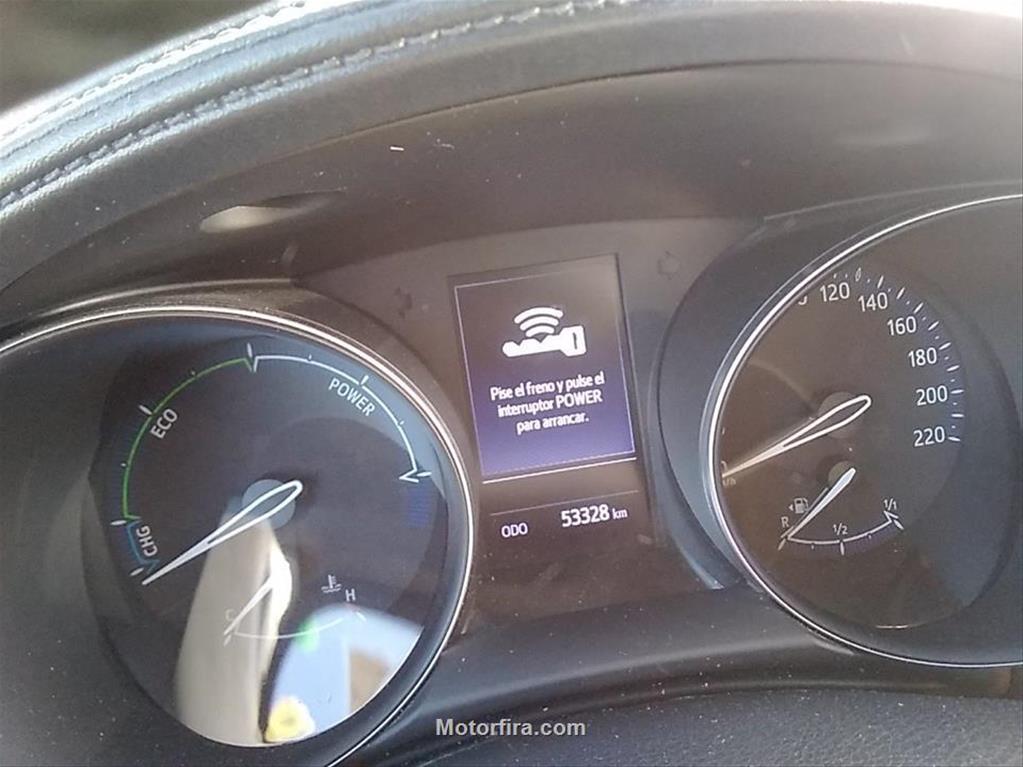 ECO
POWER
CHG
C
H
Pise el freno y pulse el
interruptor POWER
para arrancar.
ODO 53328 km
120
140
160
180
200
220
R
1/2
1/1
Motorfira.com